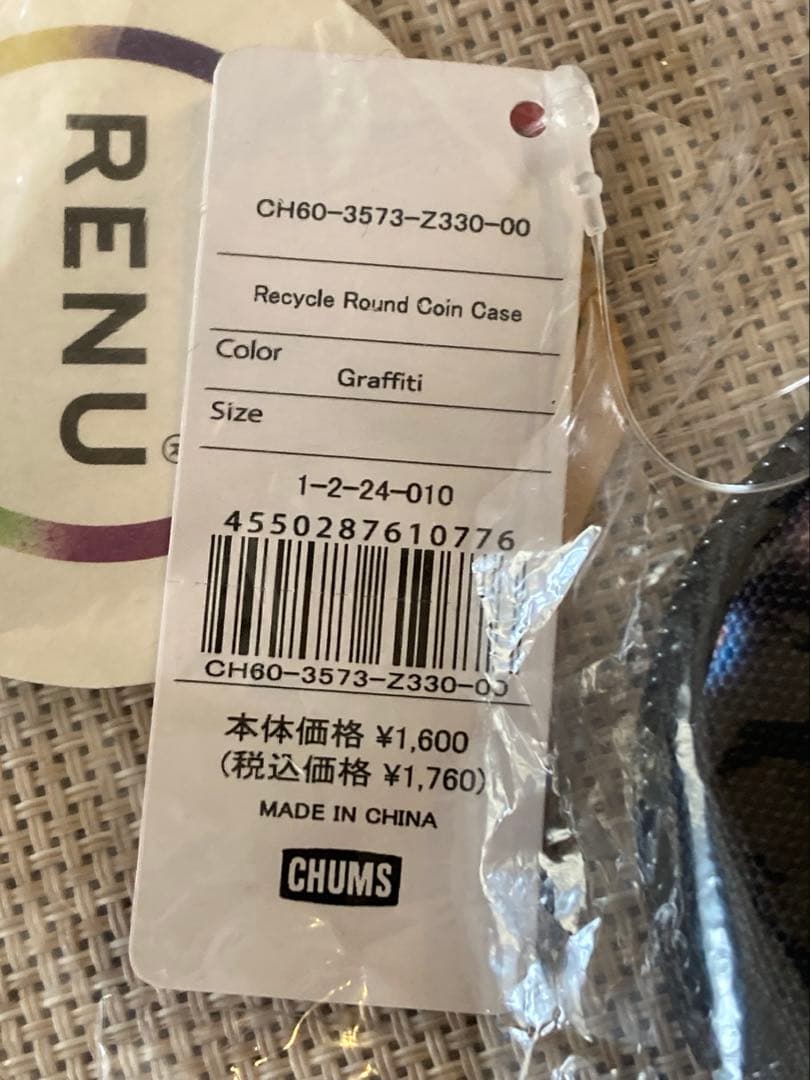 RENU
CH60-3573-Z330-00
Recycle Round Coin Case
Color
Graffiti
Size
1-2-24-010
4550287610776
CH60-3573-Z330-00
本体価格 ¥1,600
(税込価格 ¥1,760)
MADE IN CHINA
CHUMS